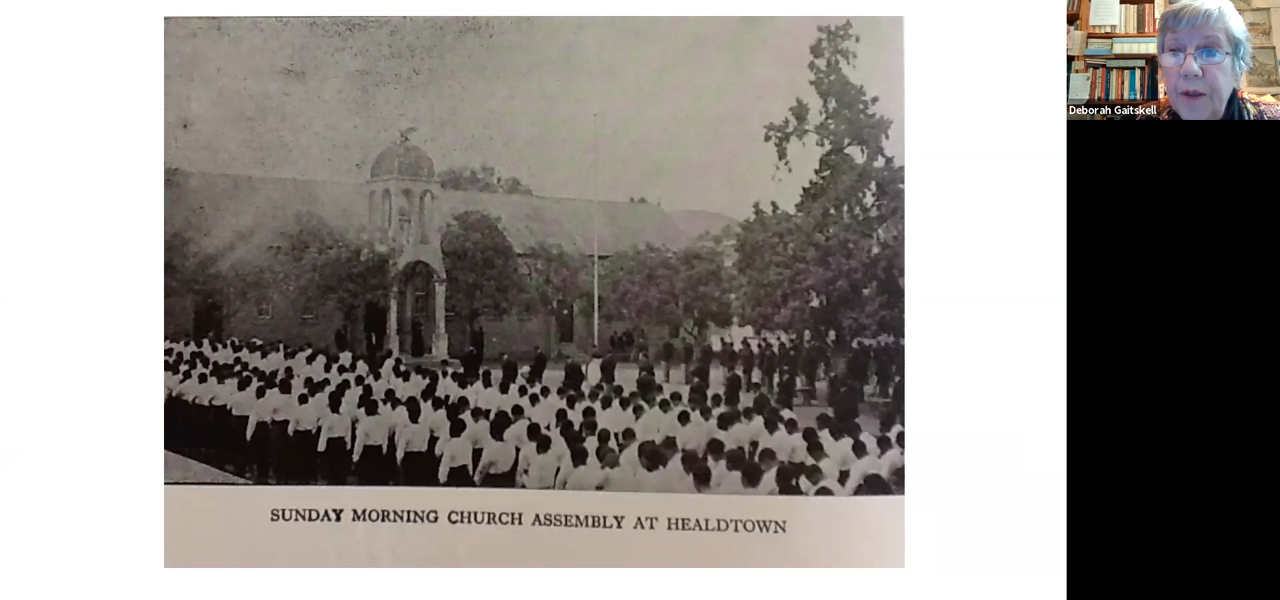 SUNDAY MORNING CHURCH ASSEMBLY AT HEALDTOWN
Deborah Gaitskell